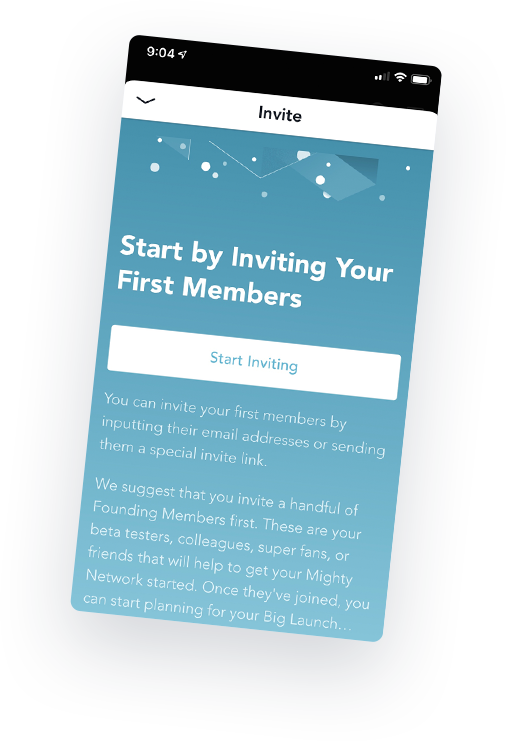 9:04
Invite
Start by Inviting Your
First Members
Start Inviting
You can invite your first members by
inputting their email addresses or sending
them a special invite link.
We suggest that you invite a handful of
Founding Members first. These are your
beta testers, colleagues, super fans, or
friends that will help to get your Mighty
Network started. Once they've joined, you
can start planning for your Big Launch...